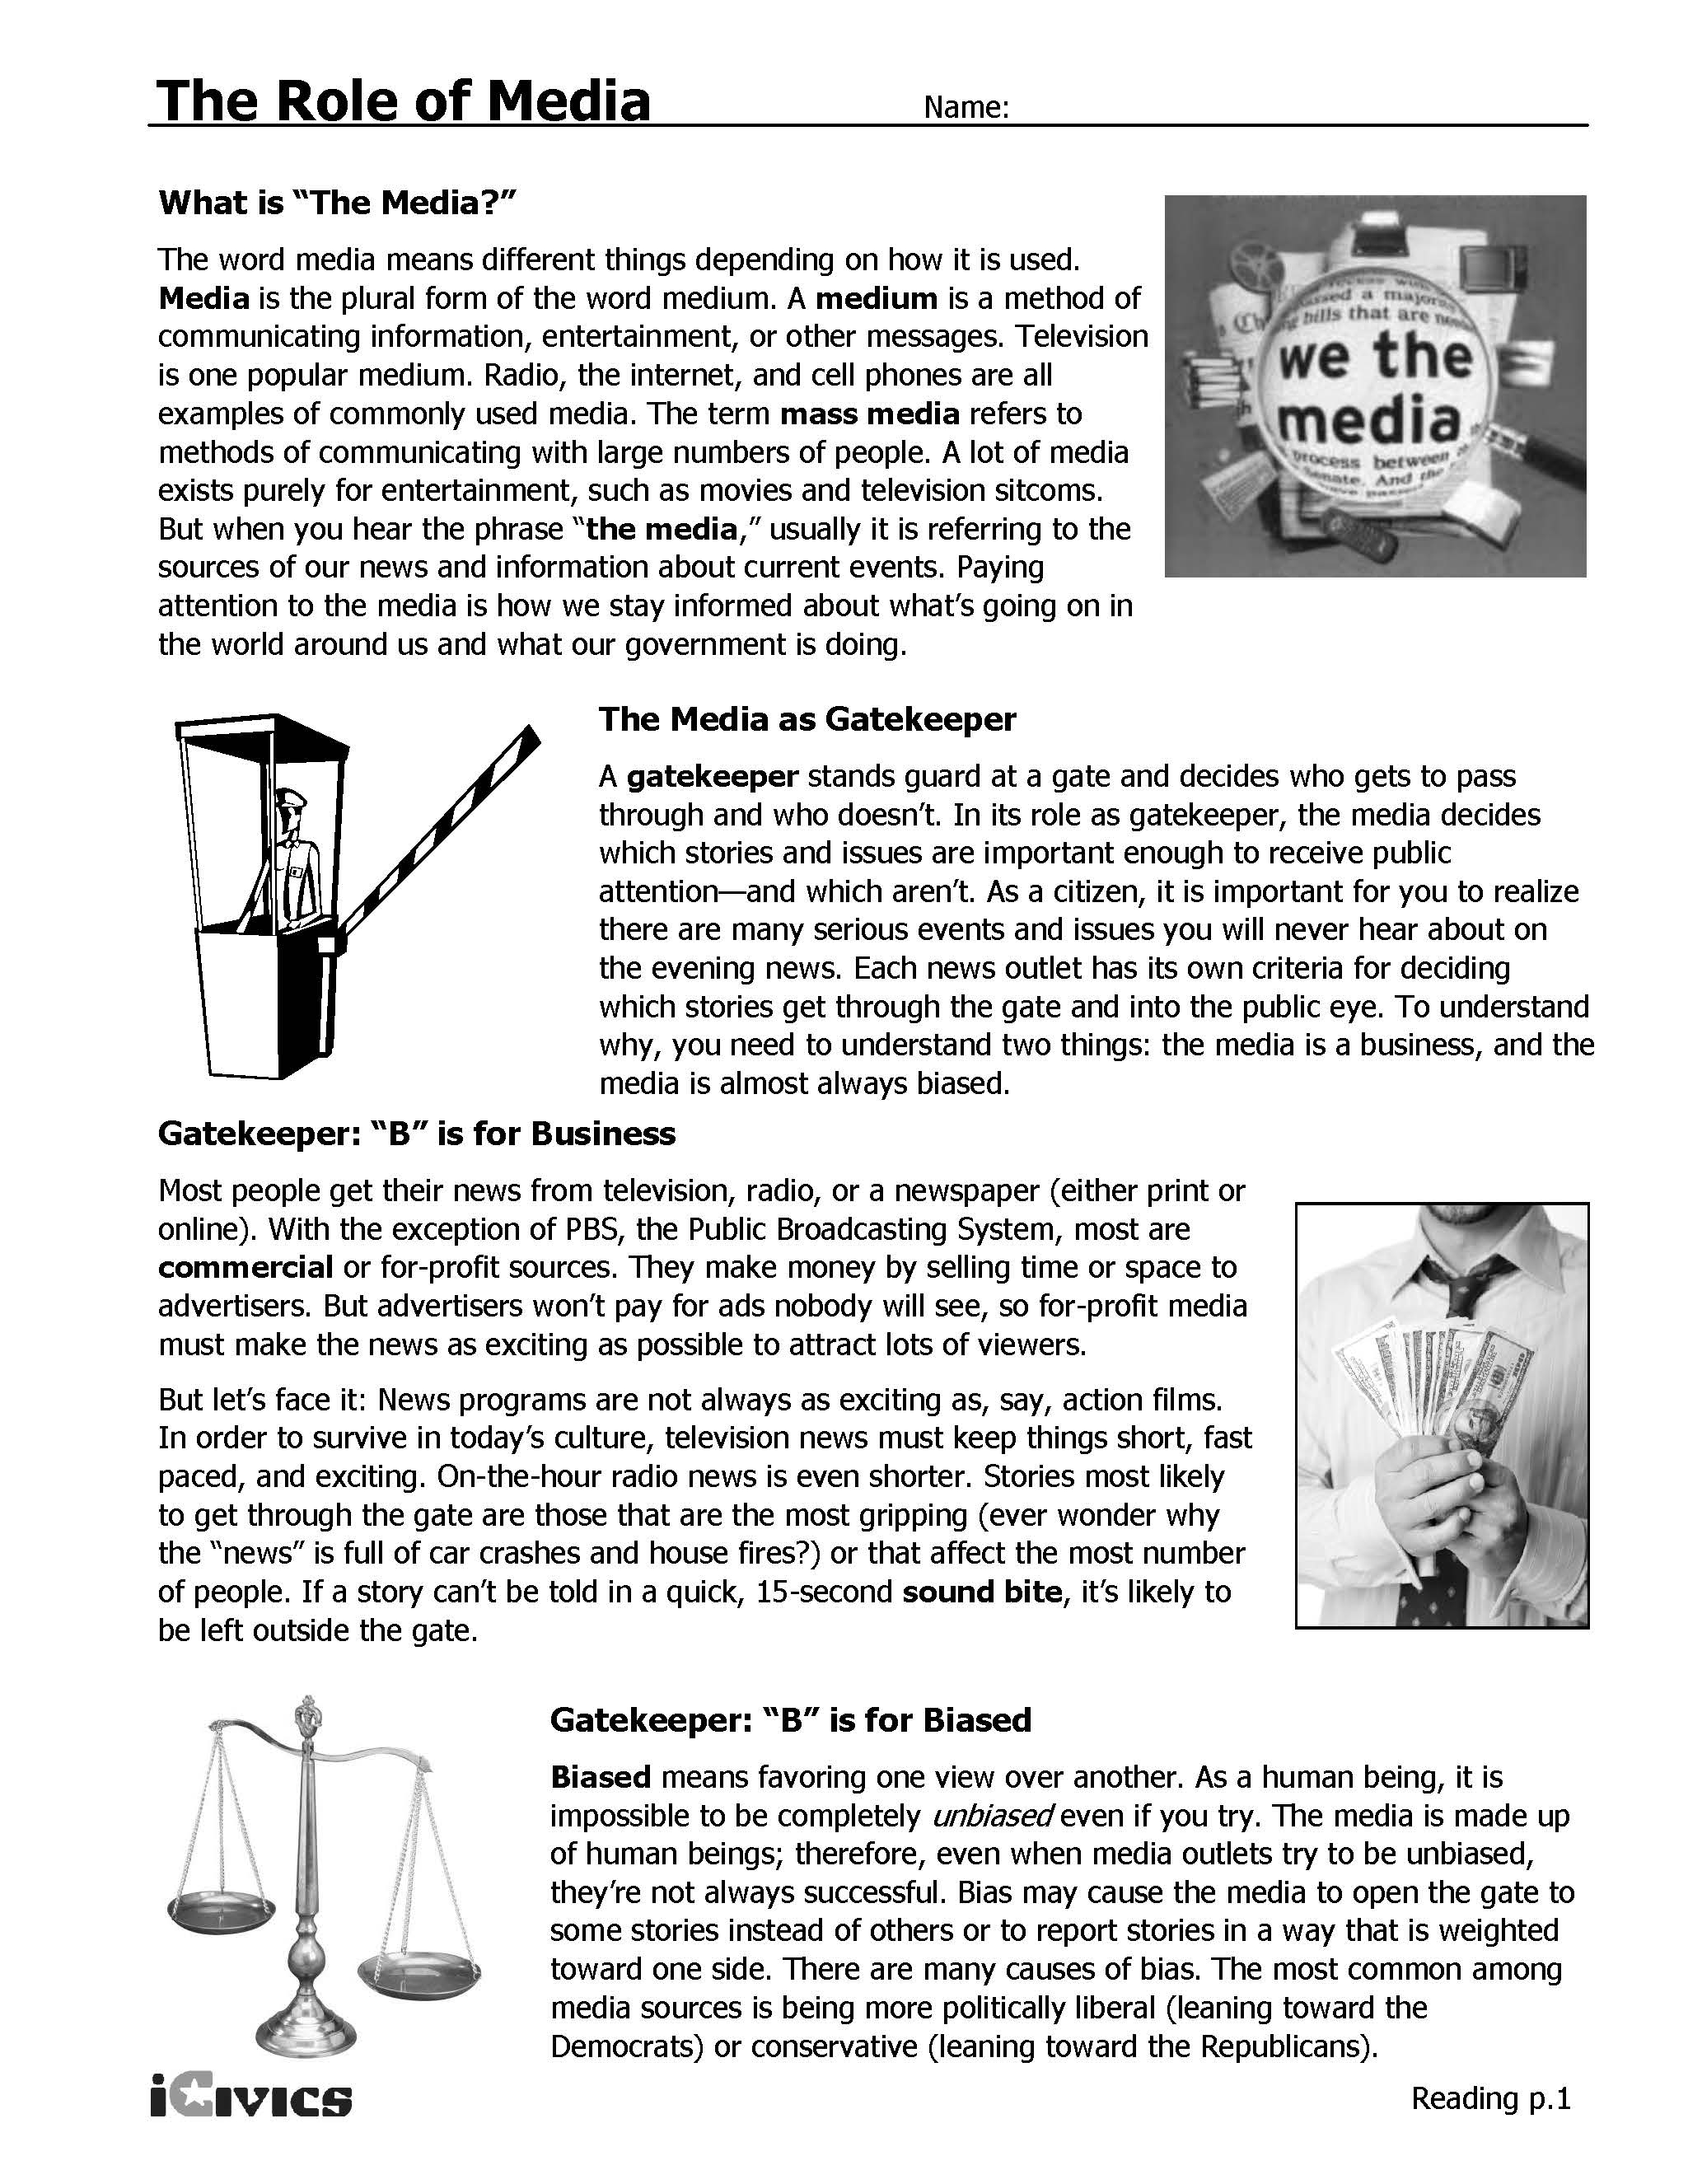 The Role of Media
Name:
What is “The Media?”
The word media means different things depending on how it is used.
Media is the plural form of the word medium. A medium is a method of
communicating information, entertainment, or other messages. Television
is one popular medium. Radio, the internet, and cell phones are all
examples of commonly used media. The term mass media refers to
methods of communicating with large numbers of people. A lot of media
exists purely for entertainment, such as movies and television sitcoms.
But when you hear the phrase “the media,” usually it is referring to the
sources of our news and information about current events. Paying
attention to the media is how we stay informed about what’s going on in
the world around us and what our government is doing.
a major
bills that are
we the
media
process between
And the
The Media as Gatekeeper
A gatekeeper stands guard at a gate and decides who gets to pass
through and who doesn’t. In its role as gatekeeper, the media decides
which stories and issues are important enough to receive public
attention—and which aren’t. As a citizen, it is important for you to realize
there are many serious events and issues you will never hear about on
the evening news. Each news outlet has its own criteria for deciding
which stories get through the gate and into the public eye. To understand
why, you need to understand two things: the media is a business, and the
media is almost always biased.
Gatekeeper: “B” is for Business
Most people get their news from television, radio, or a newspaper (either print or
online). With the exception of PBS, the Public Broadcasting System, most are
commercial or for-profit sources. They make money by selling time or space to
advertisers. But advertisers won’t pay for ads nobody will see, so for-profit media
must make the news as exciting as possible to attract lots of viewers.
But let’s face it: News programs are not always as exciting as, say, action films.
In order to survive in today’s culture, television news must keep things short, fast
paced, and exciting. On-the-hour radio news is even shorter. Stories most likely
to get through the gate are those that are the most gripping (ever wonder why
the “news” is full of car crashes and house fires?) or that affect the most number
of people. If a story can’t be told in a quick, 15-second sound bite, it’s likely to
be left outside the gate.
Gatekeeper: “B” is for Biased
Biased means favoring one view over another. As a human being, it is
impossible to be completely unbiased even if you try. The media is made up
of human beings; therefore, even when media outlets try to be unbiased,
they’re not always successful. Bias may cause the media to open the gate to
some stories instead of others or to report stories in a way that is weighted
toward one side. There are many causes of bias. The most common among
media sources is being more politically liberal (leaning toward the
Democrats) or conservative (leaning toward the Republicans).
iCivics
Reading p.1